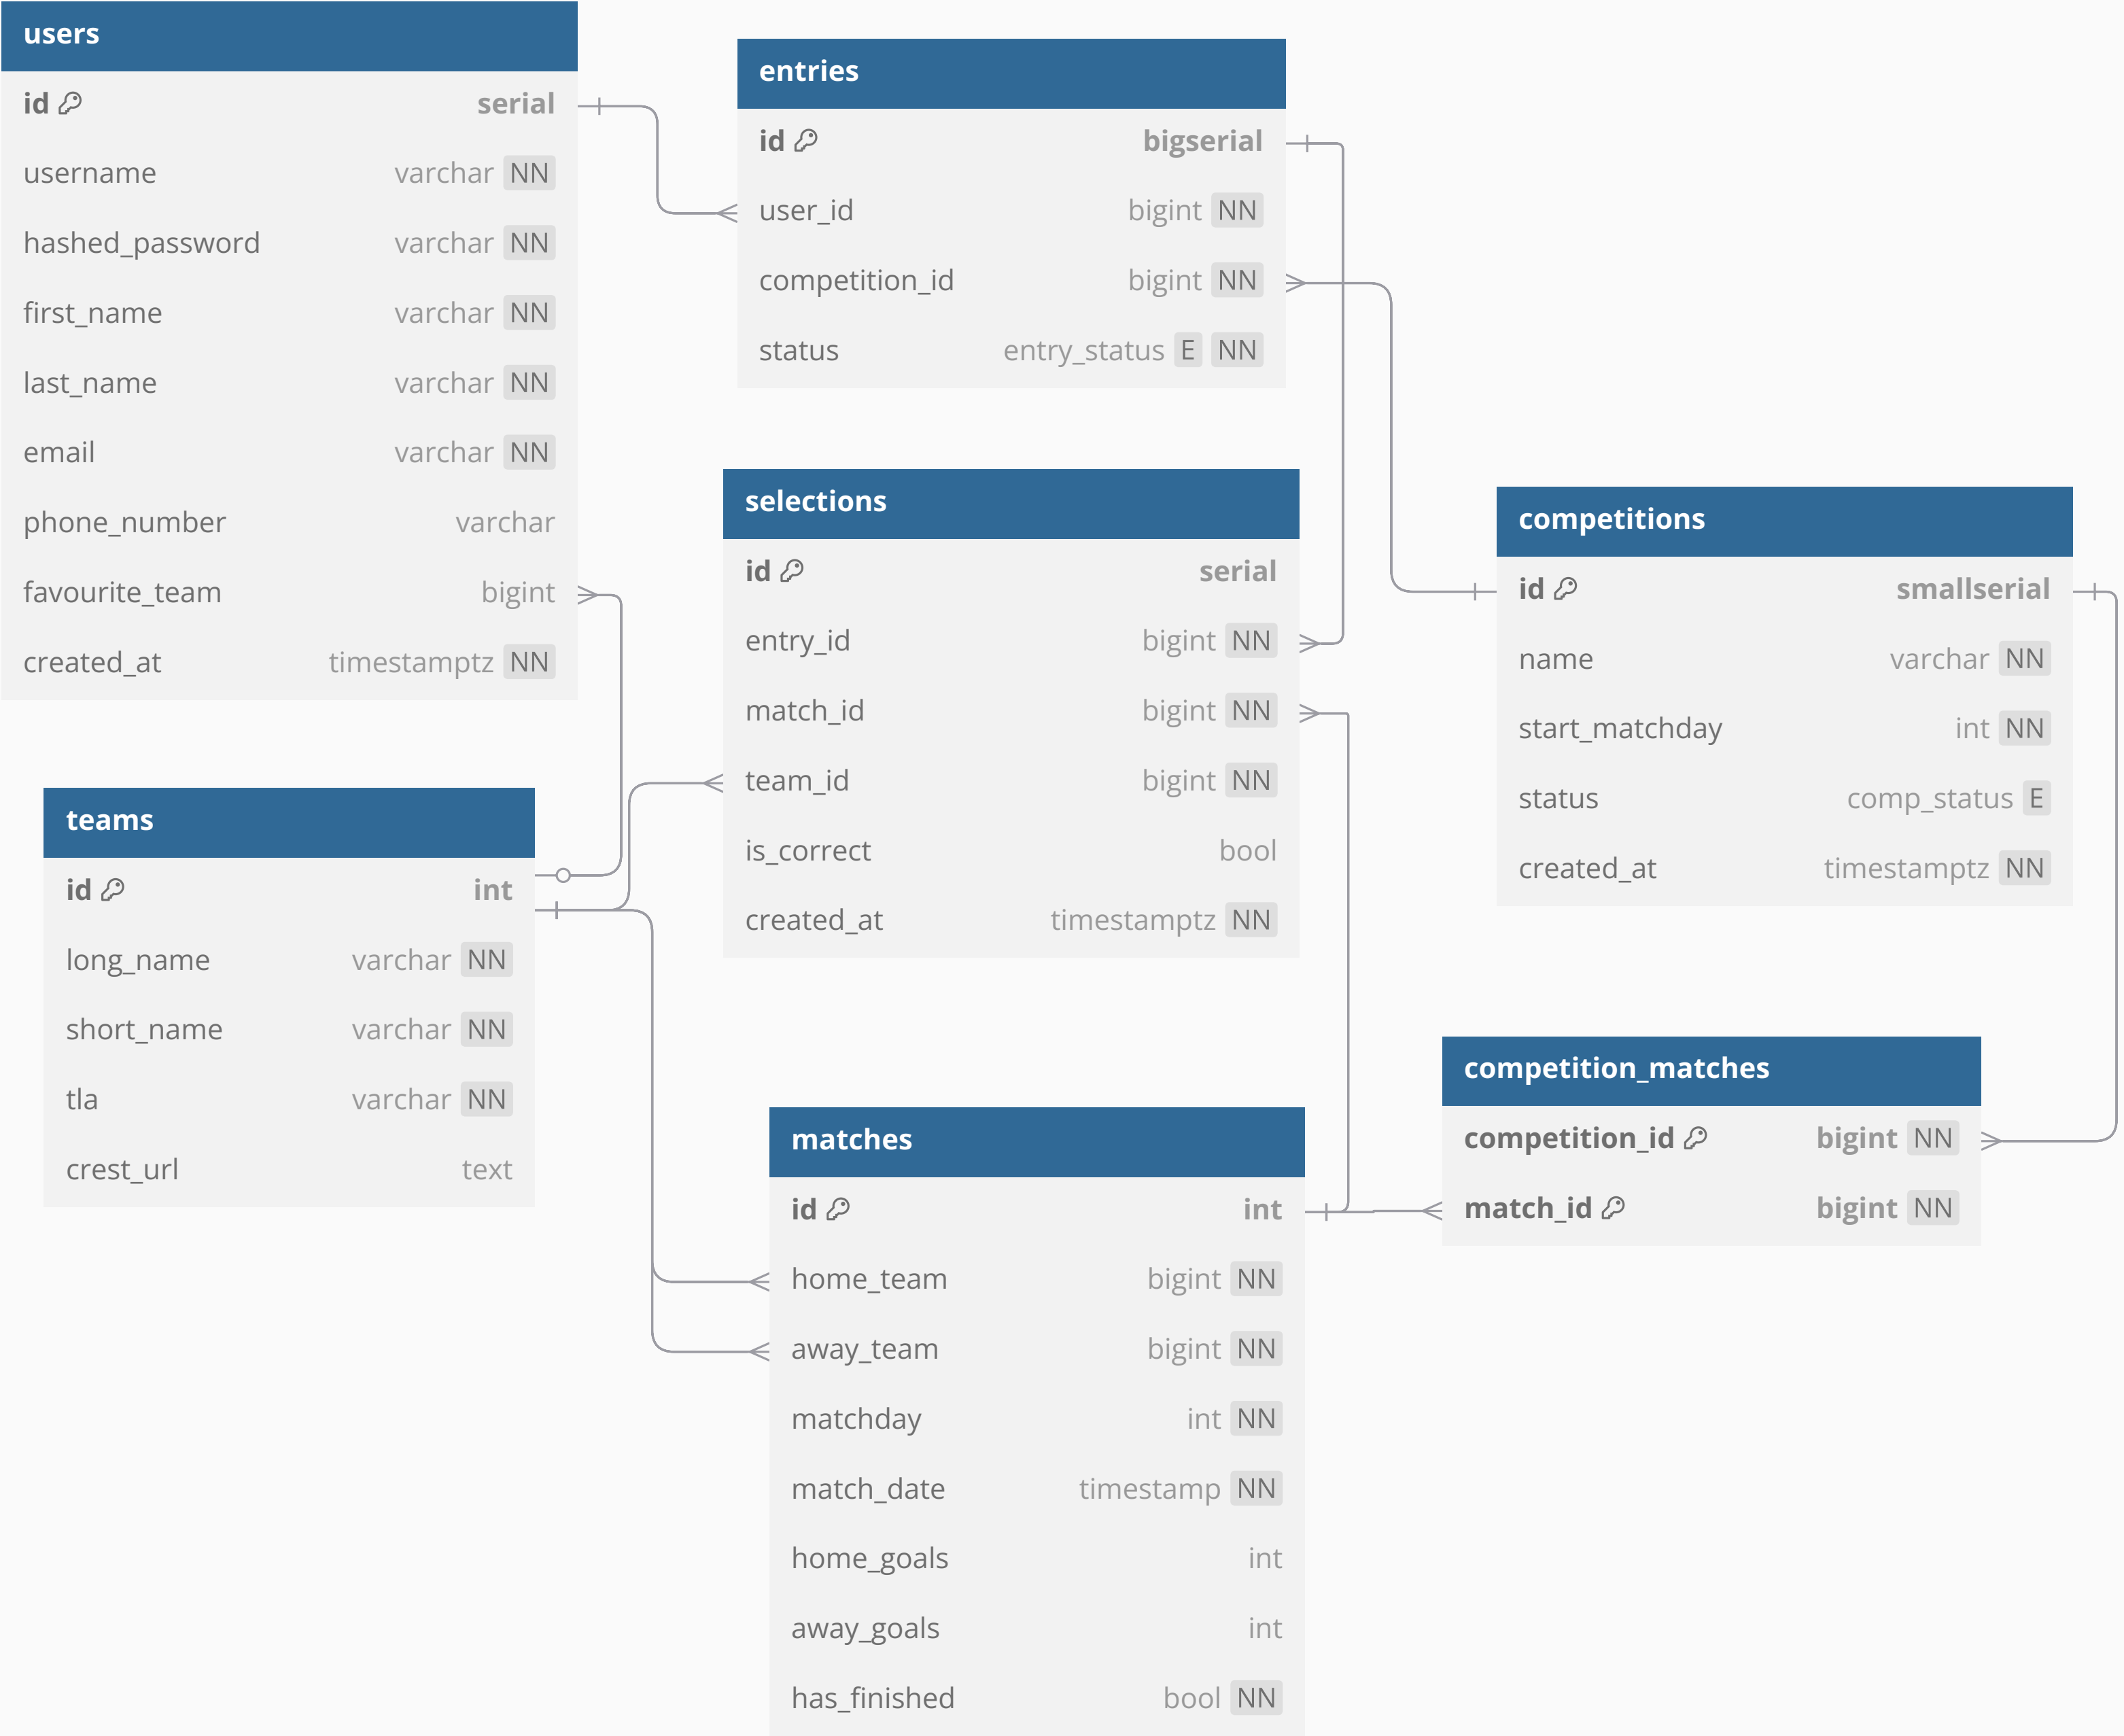 users
id serial
username varchar NN
hashed_password varchar NN
first_name varchar NN
last_name varchar NN
email varchar NN
phone_number varchar
favourite_team bigint
created_at timestamptz NN
entries
id bigserial
user_id bigint NN
competition_id bigint NN
status entry_status E NN
selections
id serial
entry_id bigint NN
match_id bigint NN
team_id bigint NN
is_correct bool
created_at timestamptz NN
competitions
id smallserial
name varchar NN
start_matchday int NN
status comp_status E
created_at timestamptz NN
teams
id int
long_name varchar NN
short_name varchar NN
tla varchar NN
crest_url text
matches
id int
home_team bigint NN
away_team bigint NN
matchday int NN
match_date timestamp NN
home_goals int
away_goals int
has_finished bool NN
competition_matches
competition_id bigint NN
match_id bigint NN